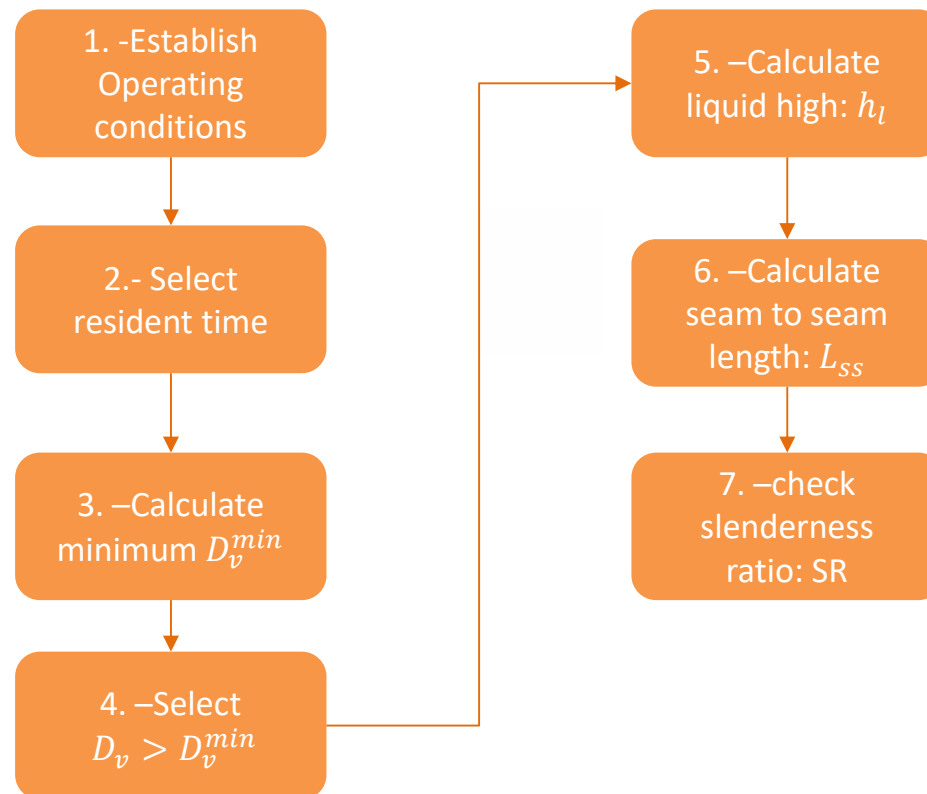 1. -Establish
Operating
conditions
2.- Select
resident time
3. –Calculate
minimum $D_v^{min}$
4. –Select
$D_v > D_v^{min}$
5. –Calculate
liquid high: $h_l$
6. –Calculate
seam to seam
length: $L_{ss}$
7. –check
slenderness
ratio: SR